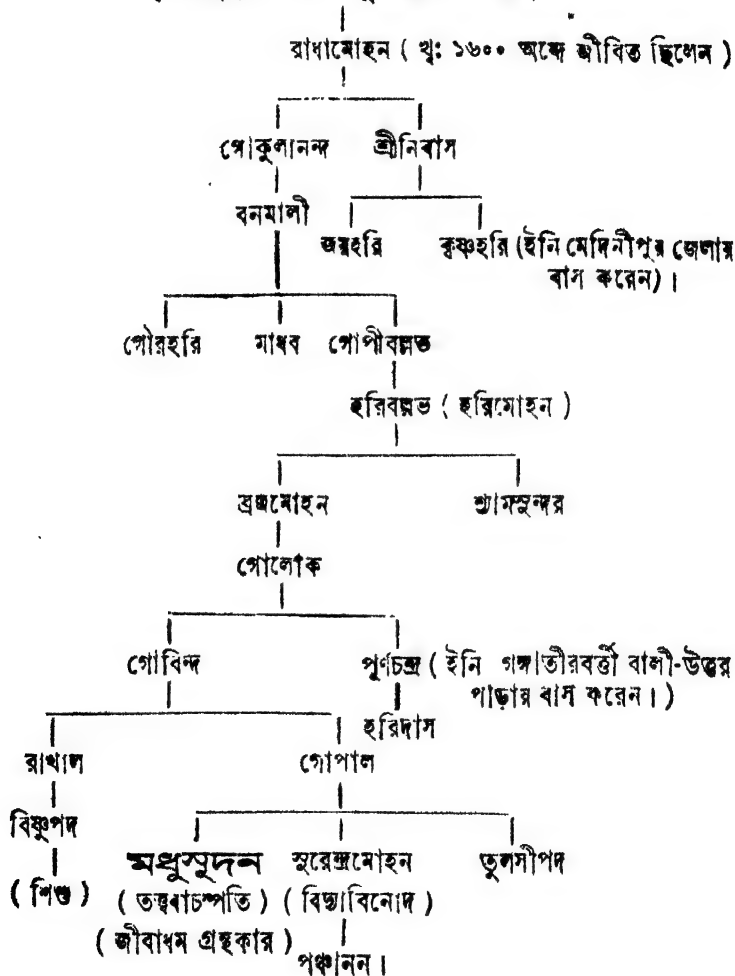 রাধামোহন ( খৃঃ ১৬০০ অব্দে জীবিত ছিলেন )
গোকুলানন্দ শ্রীনিবাস
বনমালী
জয়হরি কৃষ্ণহরি (ইনি মেদিনীপুর জেলায়
বাস করেন)।
গৌরহরি মাধব গোপীবল্লভ
হরিবল্লভ ( হরিমোহন )
ব্রজমোহন শ্যামসুন্দর
গোলোক
গোবিন্দ পূর্ণচন্দ্র ( ইনি গঙ্গাতীরবর্ত্তী বালী-উত্তর
পাড়ায় বাস করেন। )
হরিদাস
রাখাল গোপাল
বিষ্ণুপদ
মধুসূদন সুরেন্দ্রমোহন তুলসীপদ
( শিশু ) ( তত্ত্ববাচস্পতি ) ( বিদ্যাবিনোদ )
( জীবাধম গ্রন্থকার )
পঞ্চানন।